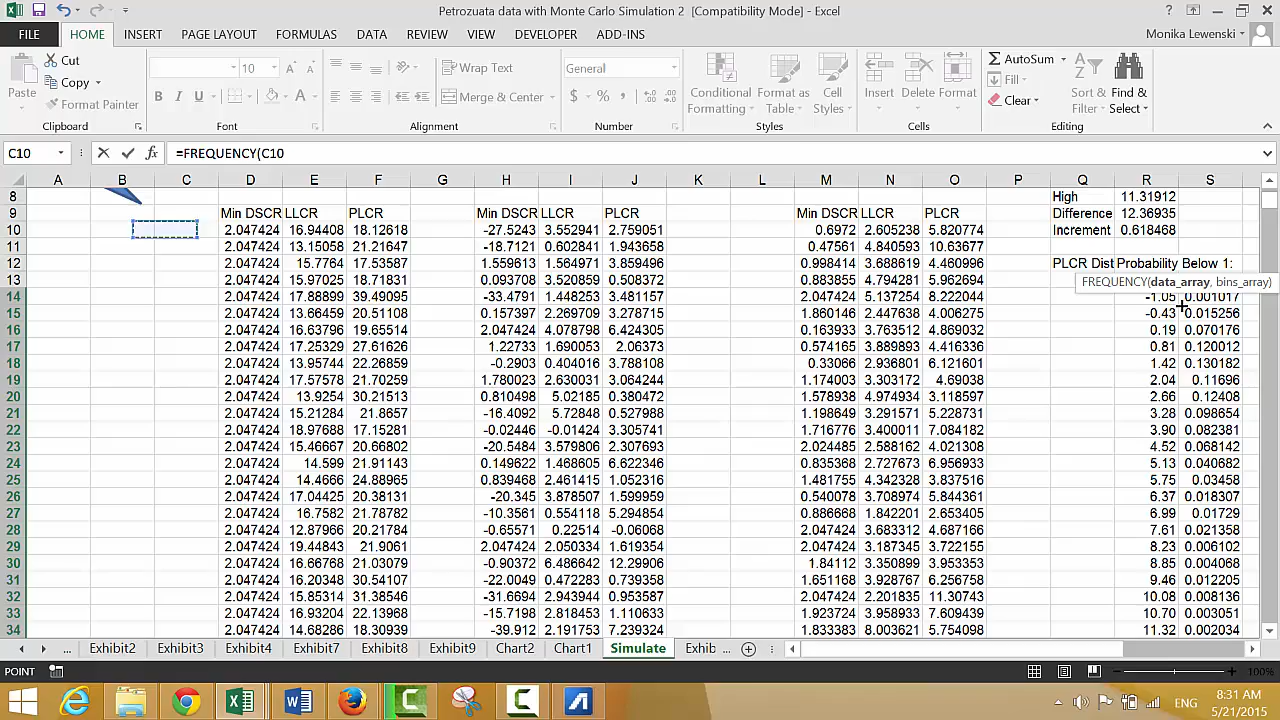 Petrozuata data with Monte Carlo Simulation 2 [Compatibility Mode] - Excel
FILE HOME INSERT PAGE LAYOUT FORMULAS DATA REVIEW VIEW DEVELOPER ADD-INS Monika Lewenski
Paste Cut Copy Format Painter Clipboard
10 B I U A A A Font
Wrap Text Merge & Center Alignment
General $ % , Number
Conditional Formatting Format as Table Cell Styles Styles
Insert Delete Format Cells
AutoSum Fill Clear Sort & Filter Find & Select Editing
C10 fx =FREQUENCY(C10
A B C D E F G H I J K L M N O P Q R S
8 High 11.31912
9 Min DSCR LLCR PLCR Min DSCR LLCR PLCR Min DSCR LLCR PLCR Difference 12.36935
10 2.047424 16.94408 18.12618 -27.5243 3.552941 2.759051 0.0572 2.605238 5.820774 Increment 0.618468
11 2.047424 13.15058 21.21647 -18.7121 0.602841 1.943658 0.47561 4.840593 10.63677
12 2.047424 15.7764 17.53587 1.559613 1.564971 3.859496 0.998414 3.688619 4.460996 PLCR Dist Probability Below 1:
13 2.047424 15.97025 18.71831 0.093708 3.520859 0.508372 0.883855 4.794281 5.962694
FREQUENCY(data_array, bins_array)
14 2.047424 17.88899 39.49095 -33.4791 1.448253 3.481157 2.047424 5.137254 8.222044 -1.05 0.001017
15 2.047424 13.66459 20.51108 0.157397 2.269709 3.278715 1.860146 2.447638 4.006275 -0.43 0.015256
16 2.047424 16.63796 19.65514 2.047424 4.078798 6.424305 0.163933 3.763512 4.869032 0.19 0.070176
17 2.047424 17.25329 27.61626 1.22733 1.690053 2.06373 0.574165 3.889893 4.416336 0.81 0.120012
18 2.047424 13.95744 22.26859 -0.2903 0.404016 3.788108 0.33066 2.936801 6.121601 1.42 0.130182
19 2.047424 17.57578 21.70259 1.780023 2.630031 3.064244 1.174003 3.303172 4.69038 2.04 0.11696
20 2.047424 13.9254 30.21513 0.810498 5.02185 0.380472 1.578938 4.974934 3.118597 2.66 0.12408
21 2.047424 15.21284 21.8657 -16.4092 5.72848 0.527988 1.198649 3.291571 5.228731 3.28 0.098654
22 2.047424 18.97688 17.15281 -0.02446 -0.01424 3.305741 1.716776 3.400011 7.084182 3.90 0.082381
23 2.047424 15.46667 20.66802 -20.5484 3.579806 2.307693 2.024485 2.588162 4.021308 4.52 0.068142
24 2.047424 14.599 21.91143 0.149622 1.468605 6.622346 0.835368 2.727673 6.956933 5.13 0.040682
25 2.047424 14.4666 24.88965 0.839468 2.461415 1.052316 1.481755 4.342328 3.837516 5.75 0.03458
26 2.047424 17.04425 20.38131 -20.345 3.878507 1.599959 0.540078 3.708974 5.844361 6.37 0.018307
27 2.047424 16.7582 21.78782 -10.3561 0.554118 5.294854 0.886668 1.842201 2.653405 6.99 0.01729
28 2.047424 12.87966 20.21784 -0.65571 0.22514 -0.06068 2.047424 3.683312 4.687166 7.61 0.021358
29 2.047424 19.44843 21.9061 2.047424 2.050334 1.619354 2.047424 3.187345 3.722155 8.23 0.006102
30 2.047424 16.66768 21.03079 -0.90372 6.486642 12.29906 1.84112 3.350899 3.953353 8.85 0.004068
31 2.047424 16.20348 30.54107 -22.0049 0.472283 0.739358 1.651168 3.928767 6.256758 9.46 0.012205
32 2.047424 15.85314 31.38546 -31.6694 2.943944 0.953587 2.047424 2.201835 11.30743 10.08 0.008136
33 2.047424 16.93204 22.13968 -15.7198 2.818453 1.110633 1.923724 3.958933 7.609439 10.70 0.003051
34 2.047424 14.68286 18.30939 -39.912 2.191753 7.239324 1.833383 8.003621 5.754098 11.32 0.002034
... Exhibit2 Exhibit3 Exhibit4 Exhibit7 Exhibit8 Exhibit9 Chart2 Chart1 Simulate Exhib ...
POINT 100%
ENG 8:31 AM
5/21/2015